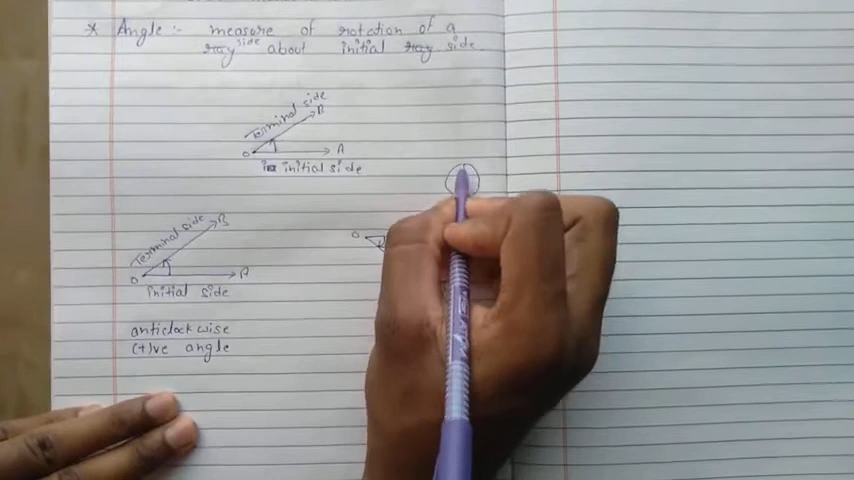 * Angle :- measure of rotation of a
ray side about initial ray side
Terminal side
B
O
A
initial side
Terminal side
B
O
A
initial side
O
anticlockwise
(+)ve angle